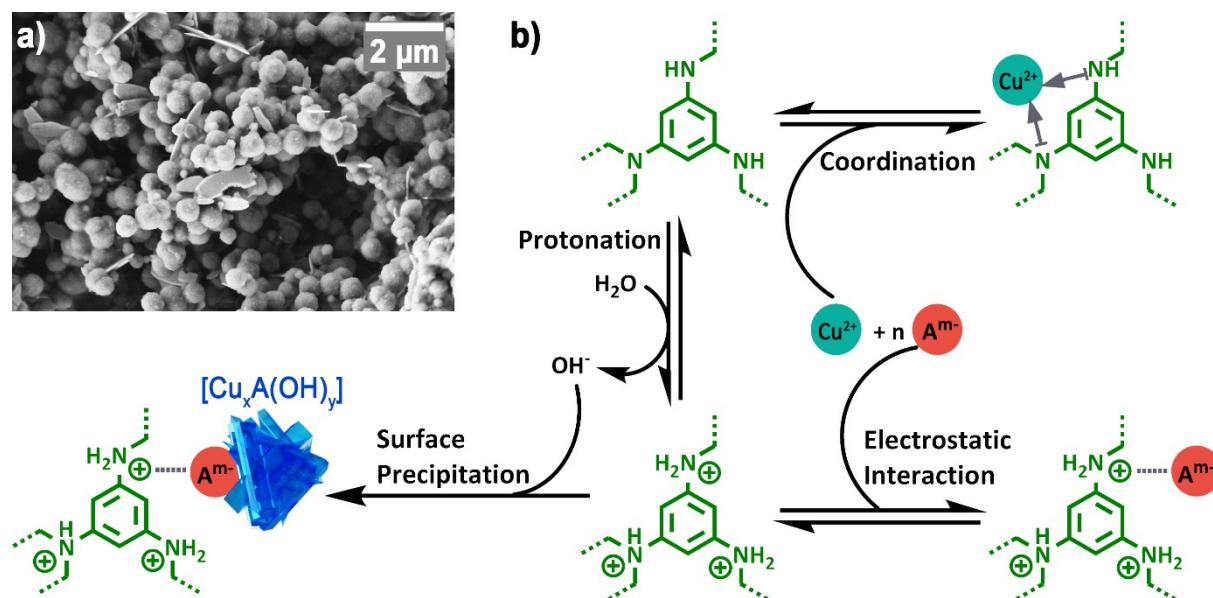 a)
2 μm
b)
HN
N
NH
Coordination
Cu²⁺
NH
N
NH
Protonation
H₂O
OH⁻
Cu²⁺ + n Aᵐ⁻
[CuₓA(OH)ᵧ]
Surface
Precipitation
Electrostatic
Interaction
H₂N
⊕
Aᵐ⁻
H
N
⊕
NH₂
⊕
H₂N
⊕
H
N
⊕
NH₂
⊕
H₂N
⊕
Aᵐ⁻
H
N
⊕
NH₂
⊕